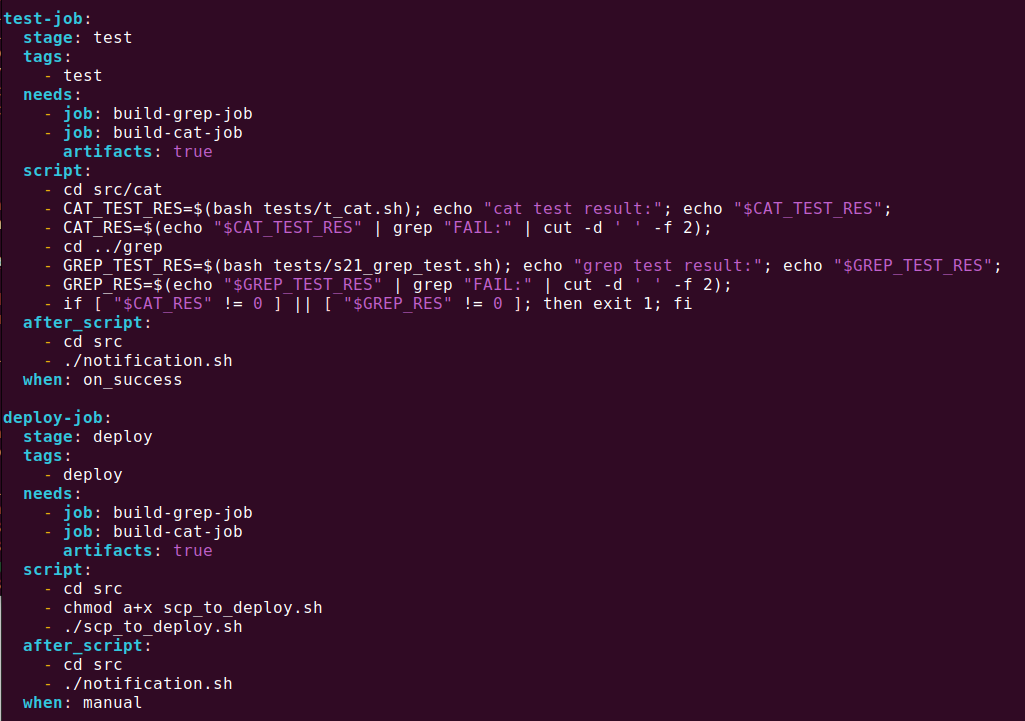 test-job:
  stage: test
  tags:
    - test
  needs:
    - job: build-grep-job
    - job: build-cat-job
      artifacts: true
  script:
    - cd src/cat
    - CAT_TEST_RES=$(bash tests/t_cat.sh); echo "cat test result:"; echo "$CAT_TEST_RES";
    - CAT_RES=$(echo "$CAT_TEST_RES" | grep "FAIL:" | cut -d ' ' -f 2);
    - cd ../grep
    - GREP_TEST_RES=$(bash tests/s21_grep_test.sh); echo "grep test result:"; echo "$GREP_TEST_RES";
    - GREP_RES=$(echo "$GREP_TEST_RES" | grep "FAIL:" | cut -d ' ' -f 2);
    - if [ "$CAT_RES" != 0 ] || [ "$GREP_RES" != 0 ]; then exit 1; fi
  after_script:
    - cd src
    - ./notification.sh
  when: on_success

deploy-job:
  stage: deploy
  tags:
    - deploy
  needs:
    - job: build-grep-job
    - job: build-cat-job
      artifacts: true
  script:
    - cd src
    - chmod a+x scp_to_deploy.sh
    - ./scp_to_deploy.sh
  after_script:
    - cd src
    - ./notification.sh
  when: manual